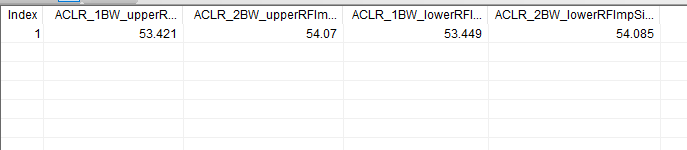 Index ACLR_1BW_upperR... ACLR_2BW_upperRFIm... ACLR_1BW_lowerRFI... ACLR_2BW_lowerRFImpSi...
1 53.421 54.07 53.449 54.085